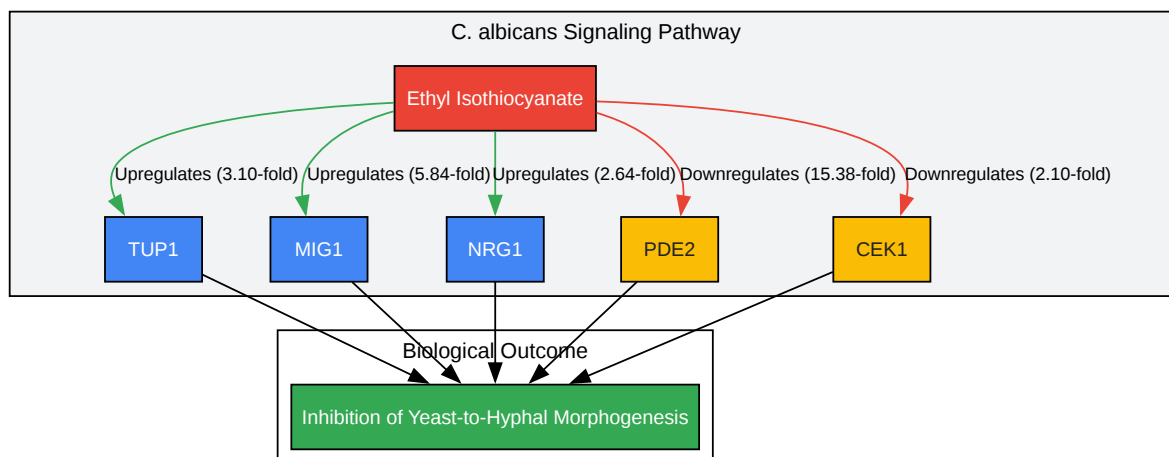 C. albicans Signaling Pathway
Ethyl Isothiocyanate
Upregulates (3.10-fold)
Upregulates (5.84-fold)
Upregulates (2.64-fold)
Downregulates (15.38-fold)
Downregulates (2.10-fold)
TUP1
MIG1
NRG1
PDE2
CEK1
Biological Outcome
Inhibition of Yeast-to-Hyphal Morphogenesis